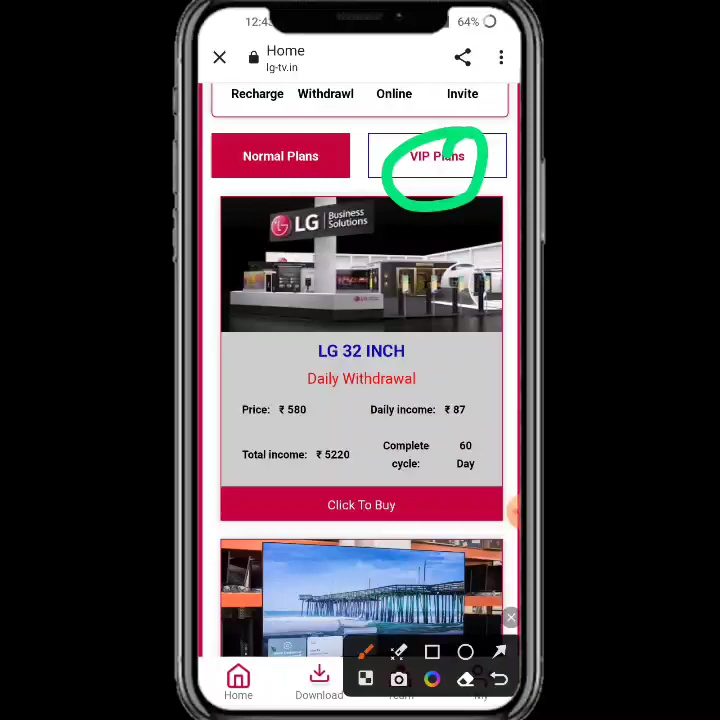 12:43
64%
Home
lg-tv.in
Recharge Withdrawl Online Invite
Normal Plans
VIP Plans
LG Business Solutions
LG 32 INCH
Daily Withdrawal
Price: ₹ 580 Daily income: ₹ 87
Total income: ₹ 5220 Complete cycle: 60 Day
Click To Buy
Home Download Team My